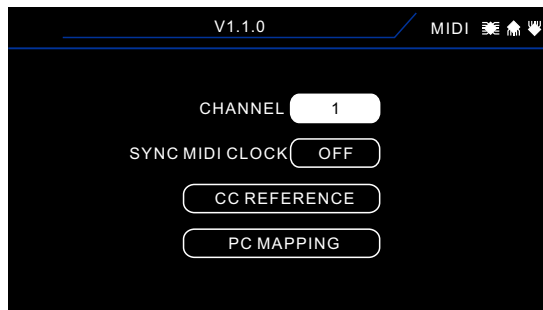 V1.1.0 MIDI
CHANNEL 1
SYNC MIDI CLOCK OFF
CC REFERENCE
PC MAPPING